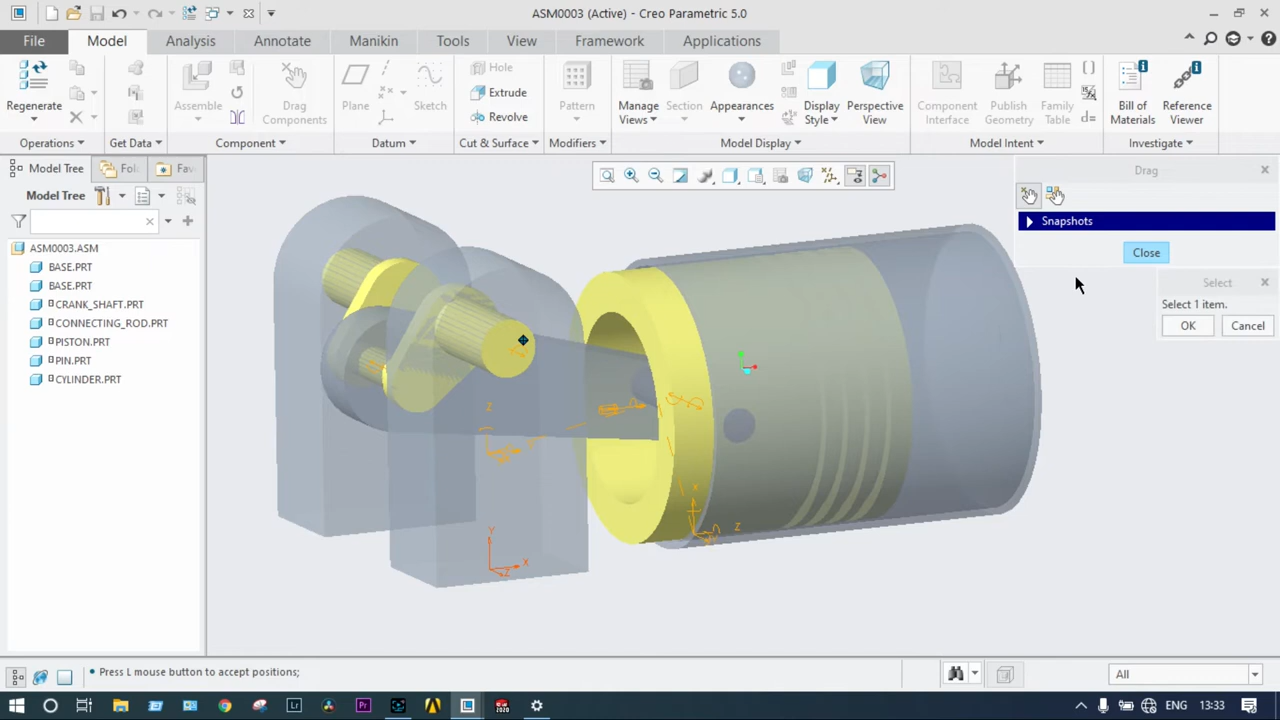 ASM0003 (Active) - Creo Parametric 5.0
File Model Analysis Annotate Manikin Tools View Framework Applications
Regenerate
Assemble
Drag
Components
Plane
Sketch
Hole
Extrude
Revolve
Pattern
Manage
Views
Section
Appearances
Display
Style
Perspective
View
Component
Interface
Publish
Geometry
Family
Table
d=
Bill of
Materials
Reference
Viewer
Operations Get Data Component Datum Cut & Surface Modifiers Model Display Model Intent Investigate
Model Tree Fol Fav
Model Tree
ASM0003.ASM
BASE.PRT
BASE.PRT
CRANK_SHAFT.PRT
CONNECTING_ROD.PRT
PISTON.PRT
PIN.PRT
CYLINDER.PRT
Drag
Snapshots
Close
Select
Select 1 item.
OK Cancel
Z
X
Z
Y
X
Z
• Press L mouse button to accept positions;
All
Lr
Pr
2020
ENG
13:33